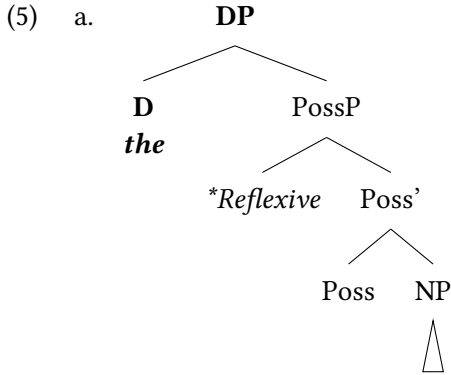 (5) a. DP
D PossP
the
*Reflexive Poss’
Poss NP